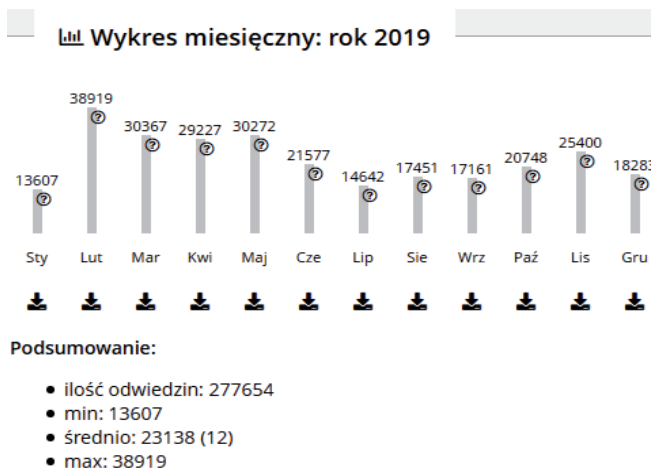 Wykres miesięczny: rok 2019
13607 38919 30367 29227 30272 21577 14642 17451 17161 20748 25400 18283
Sty Lut Mar Kwi Maj Cze Lip Sie Wrz Paź Lis Gru
Podsumowanie:
• ilość odwiedzin: 277654
• min: 13607
• średnio: 23138 (12)
• max: 38919